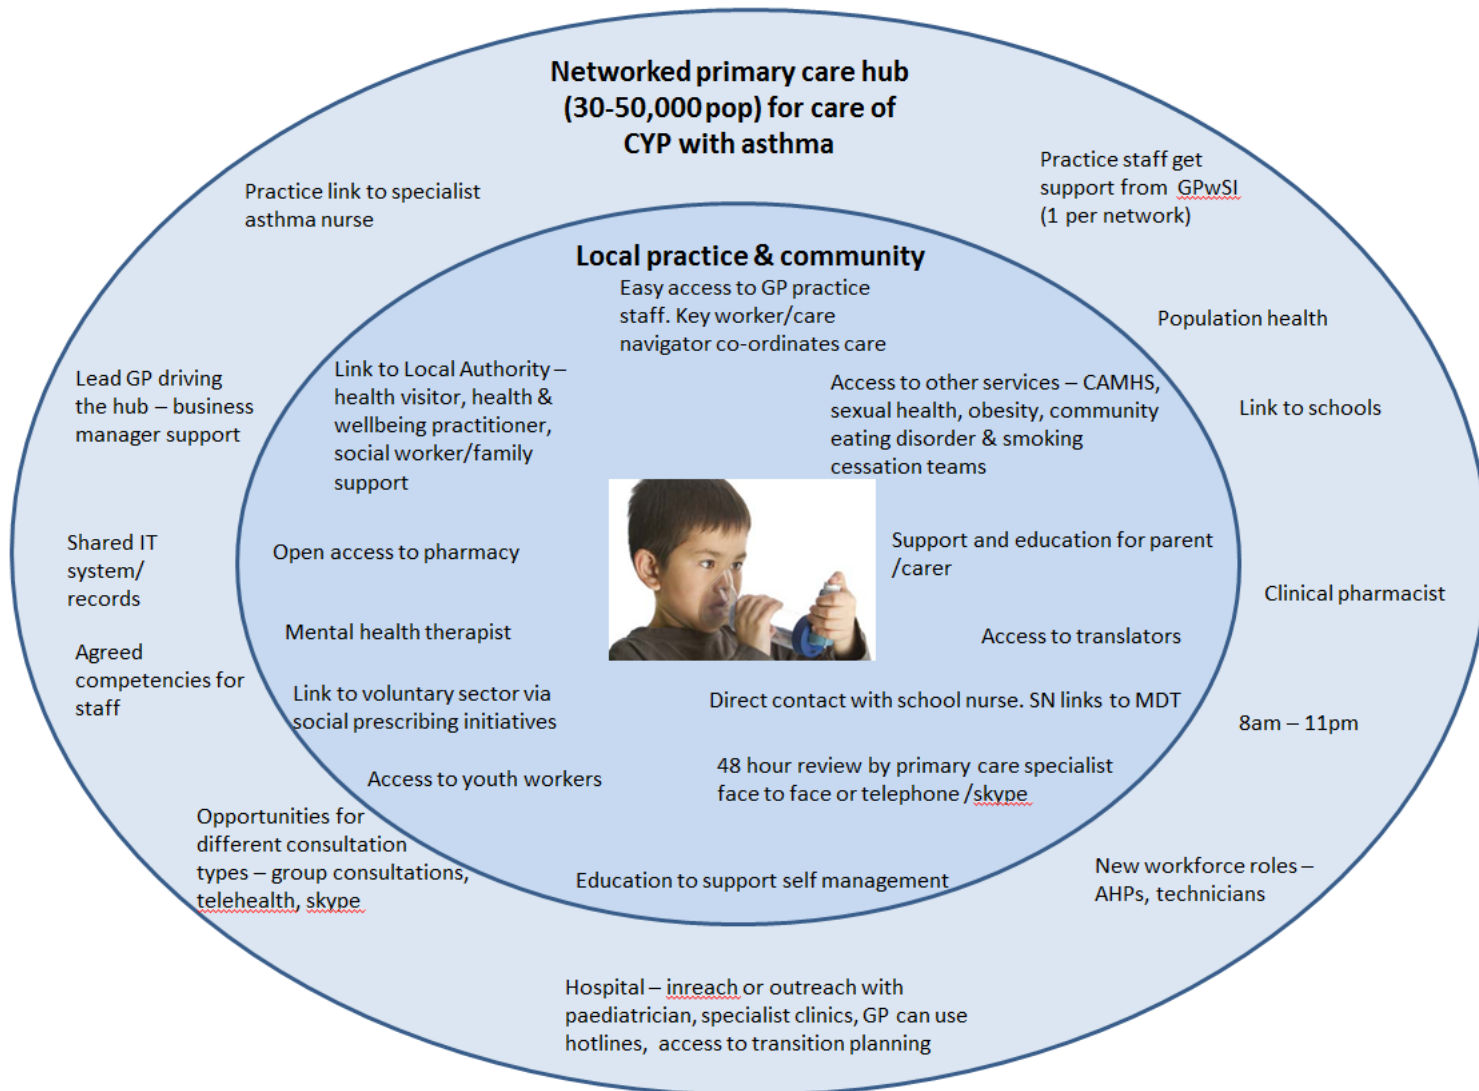 Networked primary care hub
(30-50,000 pop) for care of
CYP with asthma
Practice link to specialist
asthma nurse
Practice staff get
support from GPwSI
(1 per network)
Population health
Lead GP driving
the hub – business
manager support
Link to schools
Shared IT
system/
records
Clinical pharmacist
Agreed
competencies for
staff
8am – 11pm
Opportunities for
different consultation
types – group consultations,
telehealth, skype
New workforce roles –
AHPs, technicians
Hospital – inreach or outreach with
paediatrician, specialist clinics, GP can use
hotlines, access to transition planning
Local practice & community
Easy access to GP practice
staff. Key worker/care
navigator co-ordinates care
Link to Local Authority –
health visitor, health &
wellbeing practitioner,
social worker/family
support
Access to other services – CAMHS,
sexual health, obesity, community
eating disorder & smoking
cessation teams
Open access to pharmacy
Support and education for parent
/carer
Mental health therapist
Access to translators
Link to voluntary sector via
social prescribing initiatives
Direct contact with school nurse. SN links to MDT
Access to youth workers
48 hour review by primary care specialist
face to face or telephone /skype
Education to support self management